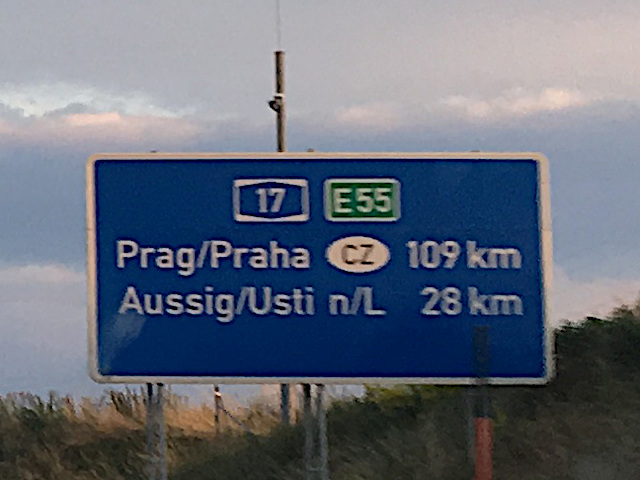 17 E55
Prag/Praha CZ 109 km
Aussig/Usti n/L 28 km